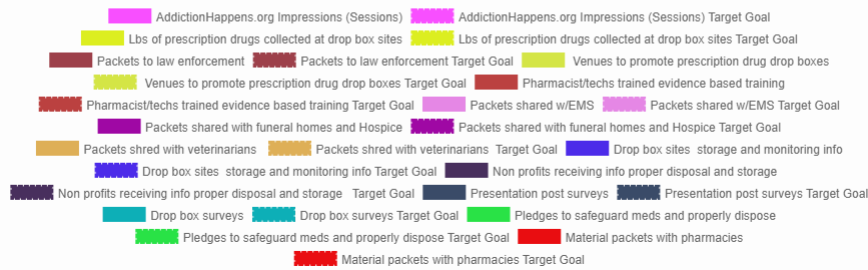 AddictionHappens.org Impressions (Sessions) AddictionHappens.org Impressions (Sessions) Target Goal
Lbs of prescription drugs collected at drop box sites Lbs of prescription drugs collected at drop box sites Target Goal
Packets to law enforcement Packets to law enforcement Target Goal Venues to promote prescription drug drop boxes
Venues to promote prescription drug drop boxes Target Goal Pharmacist/techs trained evidence based training
Pharmacist/techs trained evidence based training Target Goal Packets shared w/EMS Packets shared w/EMS Target Goal
Packets shared with funeral homes and Hospice Packets shared with funeral homes and Hospice Target Goal
Packets shred with veterinarians Packets shred with veterinarians Target Goal Drop box sites storage and monitoring info
Drop box sites storage and monitoring info Target Goal Non profits receiving info proper disposal and storage
Non profits receiving info proper disposal and storage Target Goal Presentation post surveys Presentation post surveys Target Goal
Drop box surveys Drop box surveys Target Goal Pledges to safeguard meds and properly dispose
Pledges to safeguard meds and properly dispose Target Goal Material packets with pharmacies
Material packets with pharmacies Target Goal